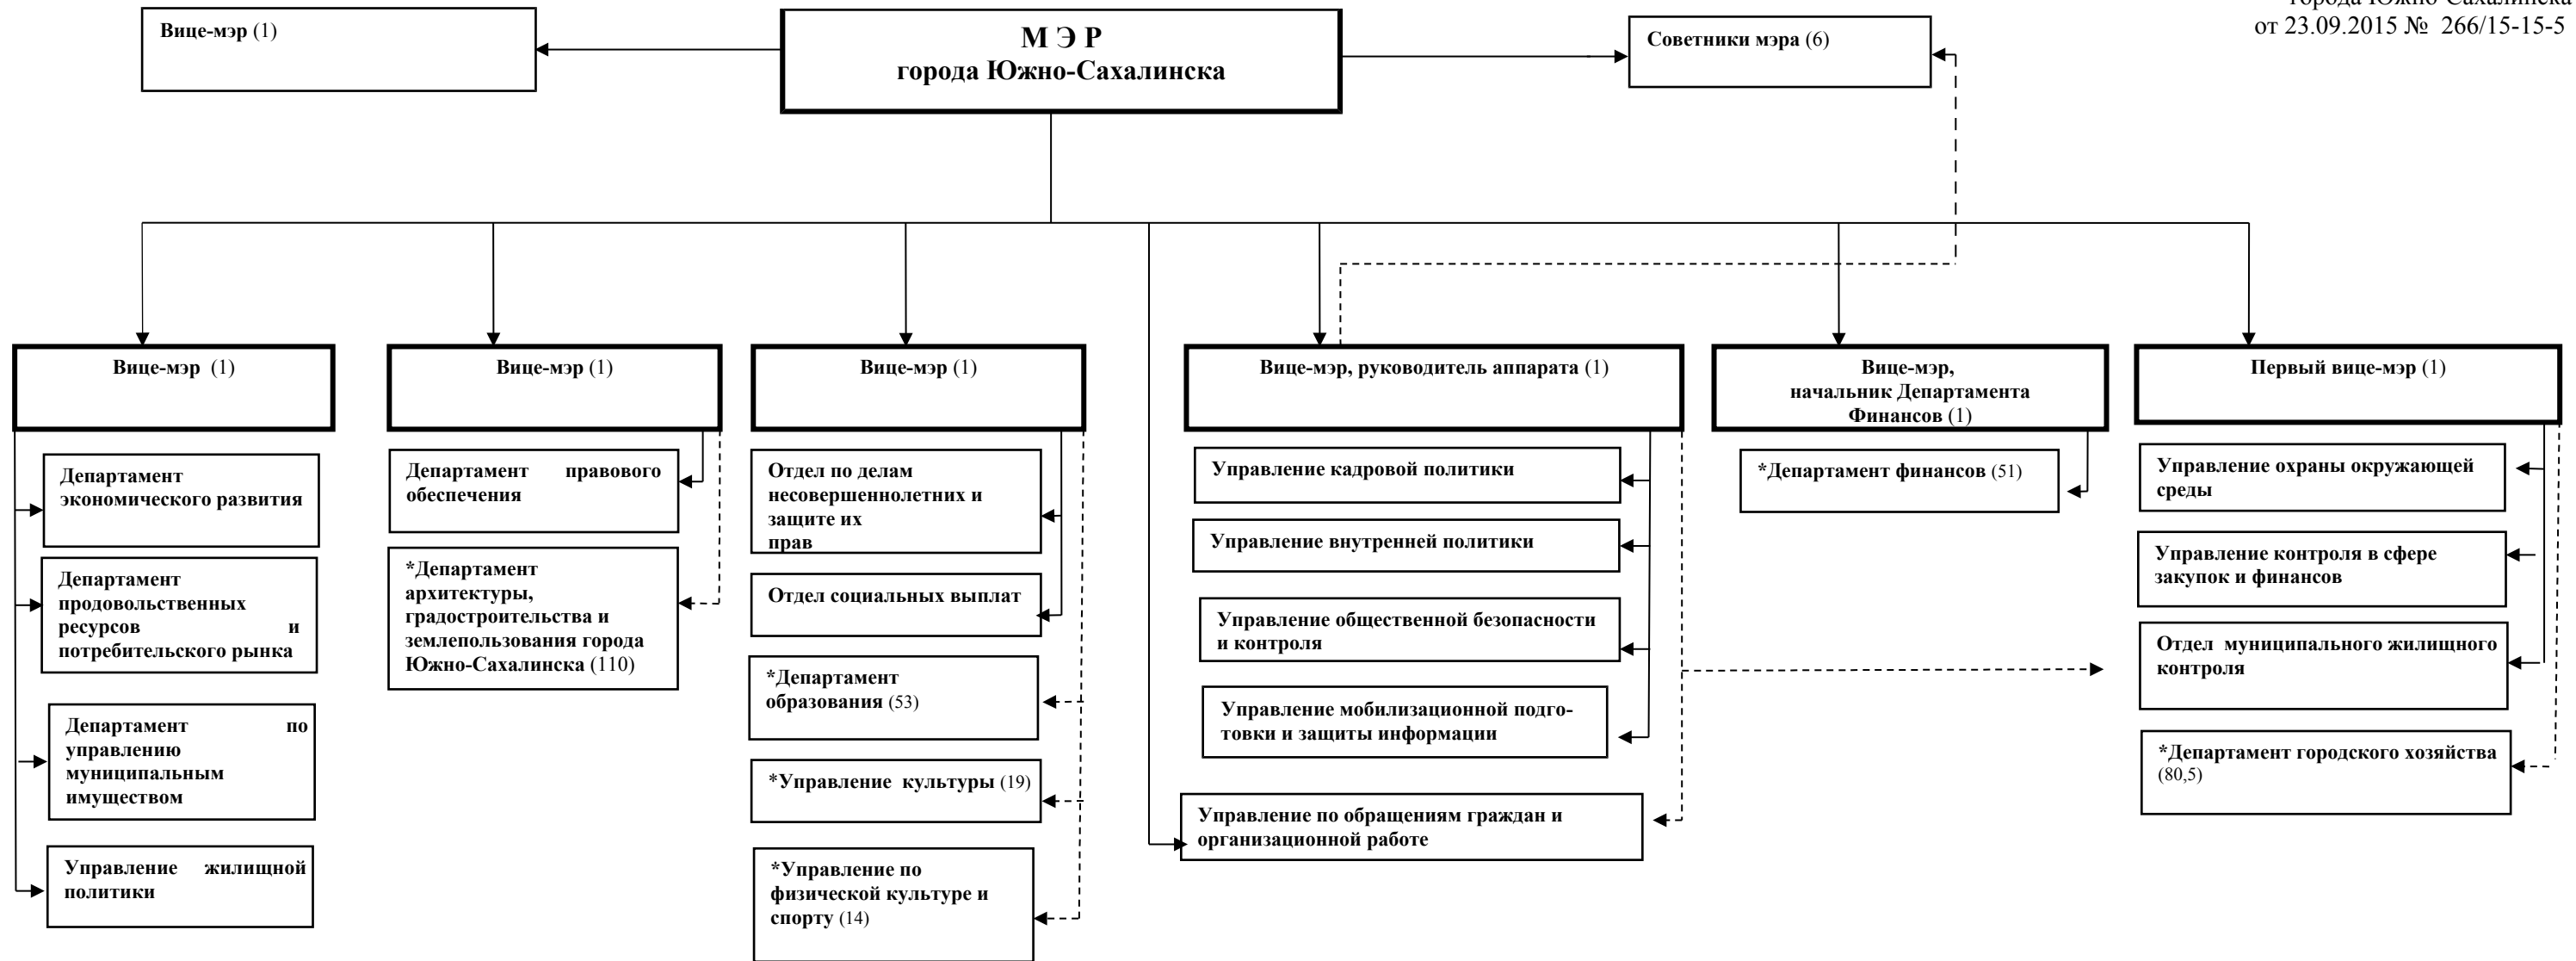 города Южно-Сахалинска
от 23.09.2015 № 266/15-15-5
Вице-мэр (1)
М Э Р
города Южно-Сахалинска
Советники мэра (6)
Вице-мэр (1)
Департамент
экономического развития
Департамент
продовольственных
ресурсов и
потребительского рынка
Департамент по
управлению
муниципальным
имуществом
Управление жилищной
политики
Вице-мэр (1)
Департамент правового
обеспечения
*Департамент
архитектуры,
градостроительства и
землепользования города
Южно-Сахалинска (110)
Вице-мэр (1)
Отдел по делам
несовершеннолетних и
защите их
прав
Отдел социальных выплат
*Департамент
образования (53)
*Управление культуры (19)
*Управление по
физической культуре и
спорту (14)
Вице-мэр, руководитель аппарата (1)
Управление кадровой политики
Управление внутренней политики
Управление общественной безопасности
и контроля
Управление мобилизационной подго-
товки и защиты информации
Управление по обращениям граждан и
организационной работе
Вице-мэр,
начальник Департамента
Финансов (1)
*Департамент финансов (51)
Первый вице-мэр (1)
Управление охраны окружающей
среды
Управление контроля в сфере
закупок и финансов
Отдел муниципального жилищного
контроля
*Департамент городского хозяйства
(80,5)